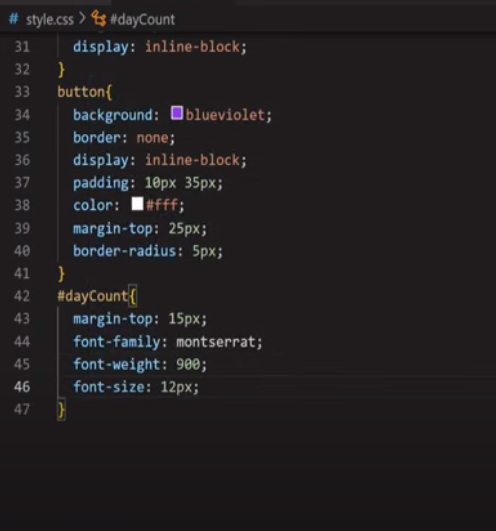 # style.css > #dayCount
31 display: inline-block;
32 }
33 button{
34 background: blueviolet;
35 border: none;
36 display: inline-block;
37 padding: 10px 35px;
38 color: #fff;
39 margin-top: 25px;
40 border-radius: 5px;
41 }
42 #dayCount{
43 margin-top: 15px;
44 font-family: montserrat;
45 font-weight: 900;
46 font-size: 12px;
47 }